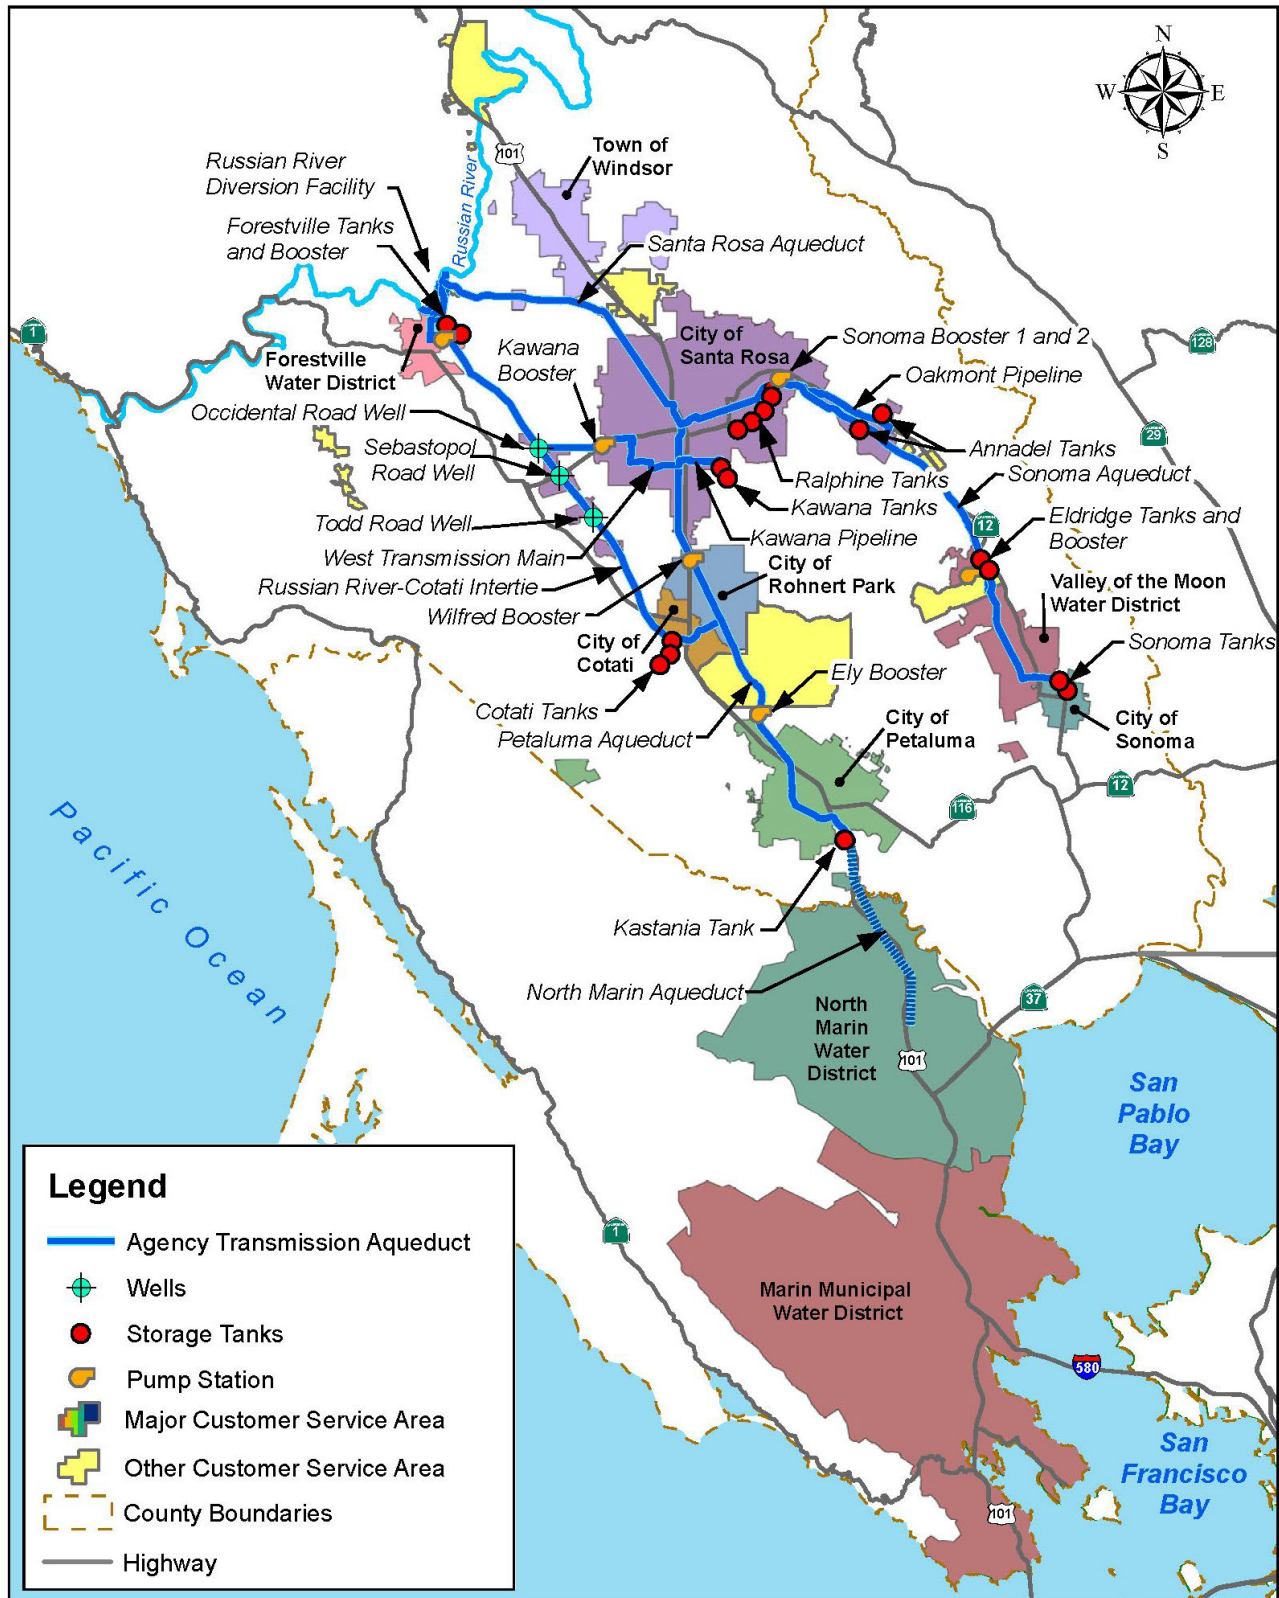 N
W
E
S
101
Town of
Windsor
Russian River
Diversion Facility
Russian River
Forestville Tanks
and Booster
Santa Rosa Aqueduct
1
City of
Santa Rosa
Sonoma Booster 1 and 2
128
Kawana
Booster
Forestville
Water District
Oakmont Pipeline
Occidental Road Well
29
Sebastopol
Road Well
Annadel Tanks
Ralphine Tanks
Sonoma Aqueduct
Kawana Tanks
Todd Road Well
12
Eldridge Tanks and
Booster
Kawana Pipeline
West Transmission Main
City of
Rohnert Park
Russian River-Cotati Intertie
Valley of the Moon
Water District
Wilfred Booster
City of
Cotati
Sonoma Tanks
Ely Booster
Cotati Tanks
City of
Petaluma
City of
Sonoma
Petaluma Aqueduct
12
116
Pacific Ocean
Kastania Tank
North Marin Aqueduct
37
North
Marin
Water
District
101
San
Pablo
Bay
1
Marin Municipal
Water District
580
San
Francisco
Bay
101
Legend
Agency Transmission Aqueduct
Wells
Storage Tanks
Pump Station
Major Customer Service Area
Other Customer Service Area
County Boundaries
Highway